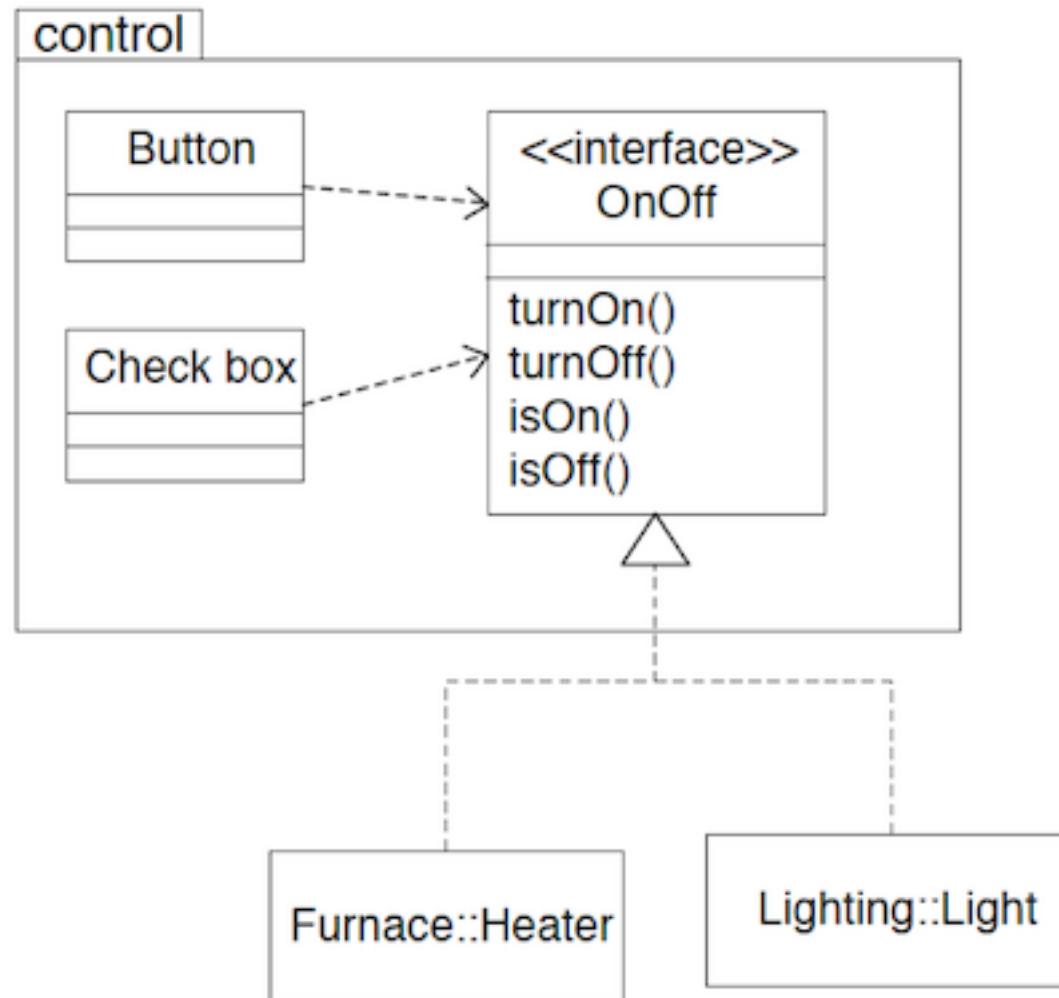 control
Button
<<interface>>
OnOff
Check box
turnOn()
turnOff()
isOn()
isOff()
Furnace::Heater
Lighting::Light